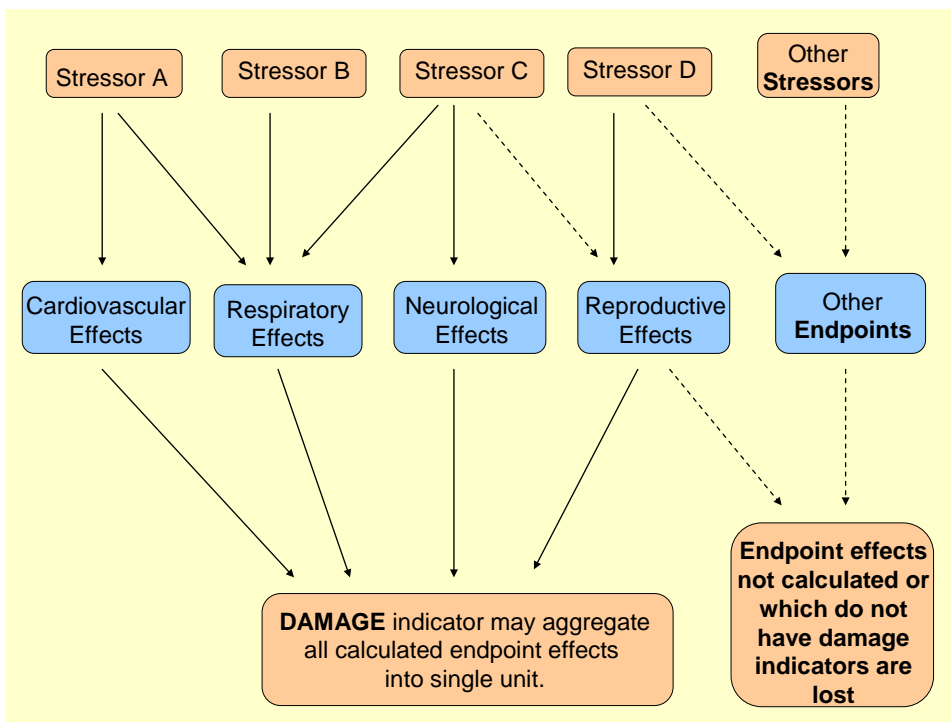 Stressor A
Stressor B
Stressor C
Stressor D
Other
Stressors
Cardiovascular
Effects
Respiratory
Effects
Neurological
Effects
Reproductive
Effects
Other
Endpoints
DAMAGE indicator may aggregate
all calculated endpoint effects
into single unit.
Endpoint effects
not calculated or
which do not
have damage
indicators are
lost